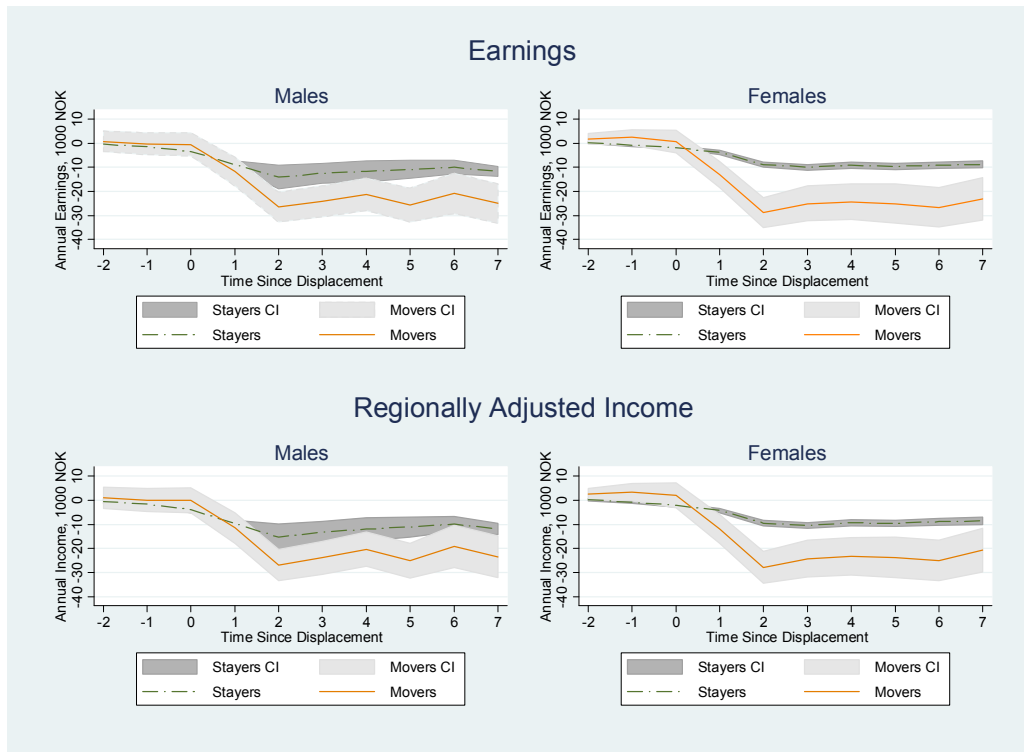 Earnings
Males
Females
Annual Earnings, 1000 NOK
10
0
-10
-20
-30
-40
-2 -1 0 1 2 3 4 5 6 7
Time Since Displacement
Stayers CI Movers CI
Stayers Movers
Annual Earnings, 1000 NOK
10
0
-10
-20
-30
-40
-2 -1 0 1 2 3 4 5 6 7
Time Since Displacement
Stayers CI Movers CI
Stayers Movers
Regionally Adjusted Income
Males
Females
Annual Income, 1000 NOK
10
0
-10
-20
-30
-40
-2 -1 0 1 2 3 4 5 6 7
Time Since Displacement
Stayers CI Movers CI
Stayers Movers
Annual Income, 1000 NOK
10
0
-10
-20
-30
-40
-2 -1 0 1 2 3 4 5 6 7
Time Since Displacement
Stayers CI Movers CI
Stayers Movers